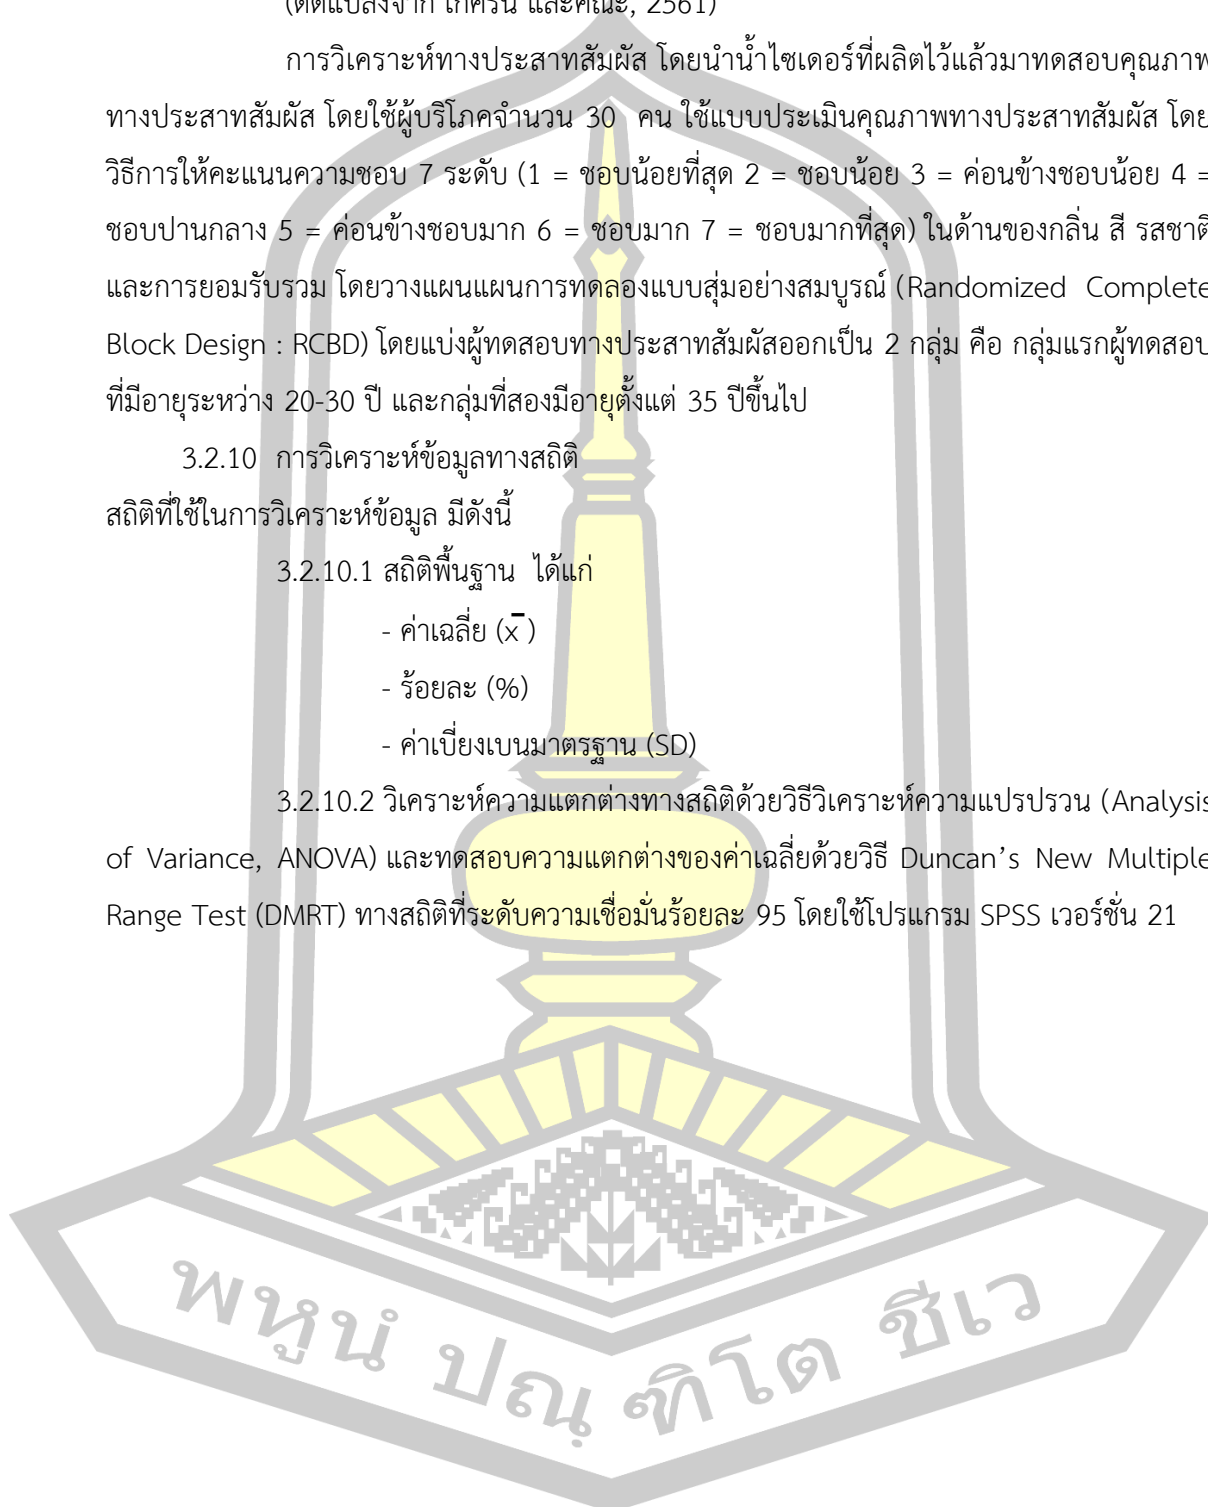 (ดัดแปลงจาก และคณะ, 2561)
การวิเคราะห์ทางประสาทสัมผัส โดยนำน้ำไซเดอร์ที่ผลิตไว้แล้วมาทดสอบคุณภาพ
ทางประสาทสัมผัส โดยใช้ผู้บริโภคจำนวน 30 คน ใช้แบบประเมินคุณภาพทางประสาทสัมผัส โดย
วิธีการให้คะแนนความชอบ 7 ระดับ (1 = ชอบน้อยที่สุด 2 = ชอบน้อย 3 = ค่อนข้างชอบน้อย 4 =
ชอบปานกลาง 5 = ค่อนข้างชอบมาก 6 = ชอบมาก 7 = ชอบมากที่สุด) ในด้านของกลิ่น สี รสชาติ
และการยอมรับรวม โดยวางแผนแผนการทดลองแบบสุ่มอย่างสมบูรณ์ (Randomized Complete
Block Design : RCBD) โดยแบ่งผู้ทดสอบทางประสาทสัมผัสออกเป็น 2 กลุ่ม คือ กลุ่มแรกผู้ทดสอบ
ที่มีอายุระหว่าง 20-30 ปี และกลุ่มที่สองมีอายุตั้งแต่ 35 ปีขึ้นไป
3.2.10 การวิเคราะห์ข้อมูลทางสถิติ
สถิติที่ใช้ในการวิเคราะห์ข้อมูล มีดังนี้
3.2.10.1 สถิติพื้นฐาน ได้แก่
- ค่าเฉลี่ย (x̄)
- ร้อยละ (%)
- ค่าเบี่ยงเบนมาตรฐาน (SD)
3.2.10.2 วิเคราะห์ความแตกต่างทางสถิติด้วยวิธีวิเคราะห์ความแปรปรวน (Analysis
of Variance, ANOVA) และทดสอบความแตกต่างของค่าเฉลี่ยด้วยวิธี Duncan’s New Multiple
Range Test (DMRT) ทางสถิติที่ระดับความเชื่อมั่นร้อยละ 95 โดยใช้โปรแกรม SPSS เวอร์ชั่น 21
พหูนํ ปณฺฑิโต ชีเว